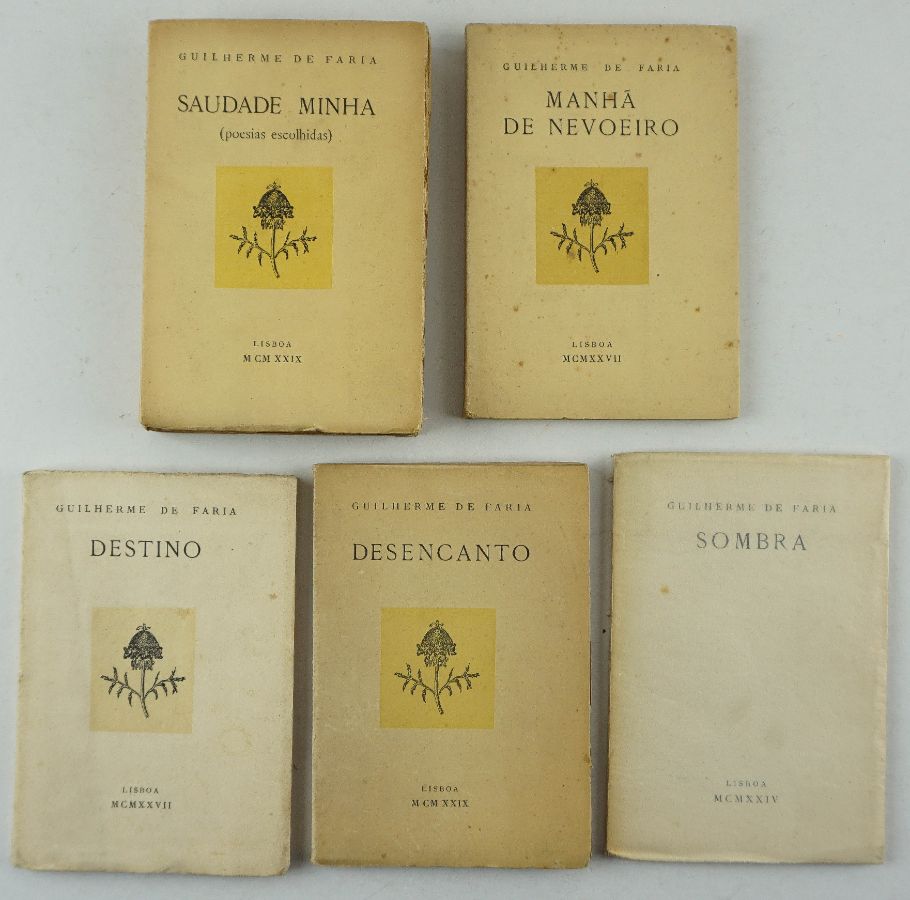 GUILHERME DE FARIA
SAUDADE MINHA
(poesias escolhidas)
LISBOA
MCMXXIX
GUILHERME DE FARIA
MANHÃ
DE NEVOEIRO
LISBOA
MCMXXVII
GUILHERME DE FARIA
DESTINO
LISBOA
MCMXXVII
GUILHERME DE FARIA
DESENCANTO
LISBOA
MCMXXIX
GUILHERME DE FARIA
SOMBRA
LISBOA
MCMXXIV